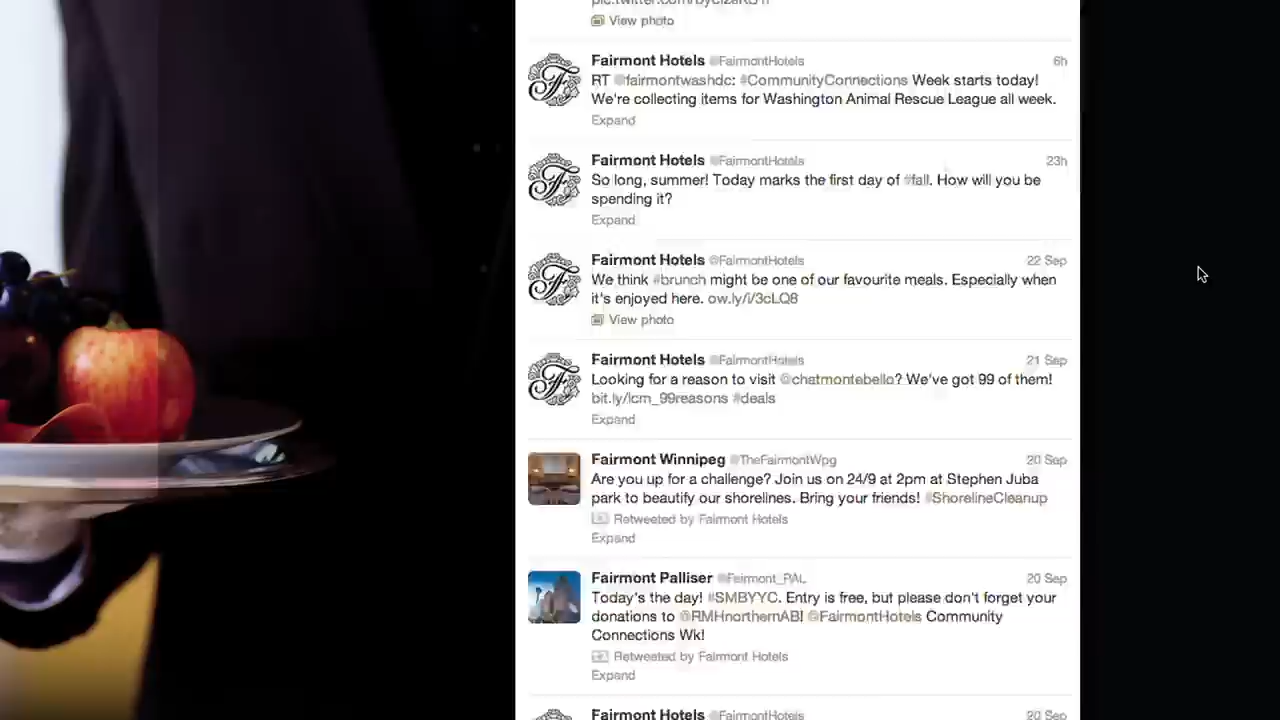 View photo
Fairmont Hotels @FairmontHotels 6h
RT @fairmontwashdc: #CommunityConnections Week starts today!
We're collecting items for Washington Animal Rescue League all week.
Expand
Fairmont Hotels @FairmontHotels 23h
So long, summer! Today marks the first day of #fall. How will you be
spending it?
Expand
Fairmont Hotels @FairmontHotels 22 Sep
We think #brunch might be one of our favourite meals. Especially when
it's enjoyed here. ow.ly/i/3cLQ8
View photo
Fairmont Hotels @FairmontHotels 21 Sep
Looking for a reason to visit @chatmontebello? We've got 99 of them!
bit.ly/lcm_99reasons #deals
Expand
Fairmont Winnipeg @TheFairmontWpg 20 Sep
Are you up for a challenge? Join us on 24/9 at 2pm at Stephen Juba
park to beautify our shorelines. Bring your friends! #ShorelineCleanup
Retweeted by Fairmont Hotels
Expand
Fairmont Palliser @Fairmont_PAL 20 Sep
Today's the day! #SMBYYC. Entry is free, but please don't forget your
donations to @RMHnorthernAB! @FairmontHotels Community
Connections Wk!
Retweeted by Fairmont Hotels
Expand
Fairmont Hotels @FairmontHotels 20 Sep